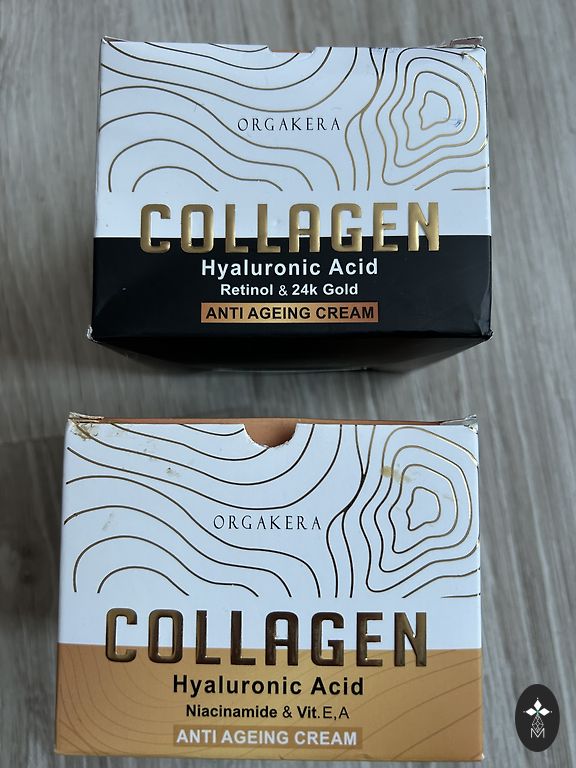 ORGAKERA
COLLAGEN
Hyaluronic Acid
Retinol & 24k Gold
ANTI AGEING CREAM
ORGAKERA
COLLAGEN
Hyaluronic Acid
Niacinamide & Vit.E,A
ANTI AGEING CREAM
M